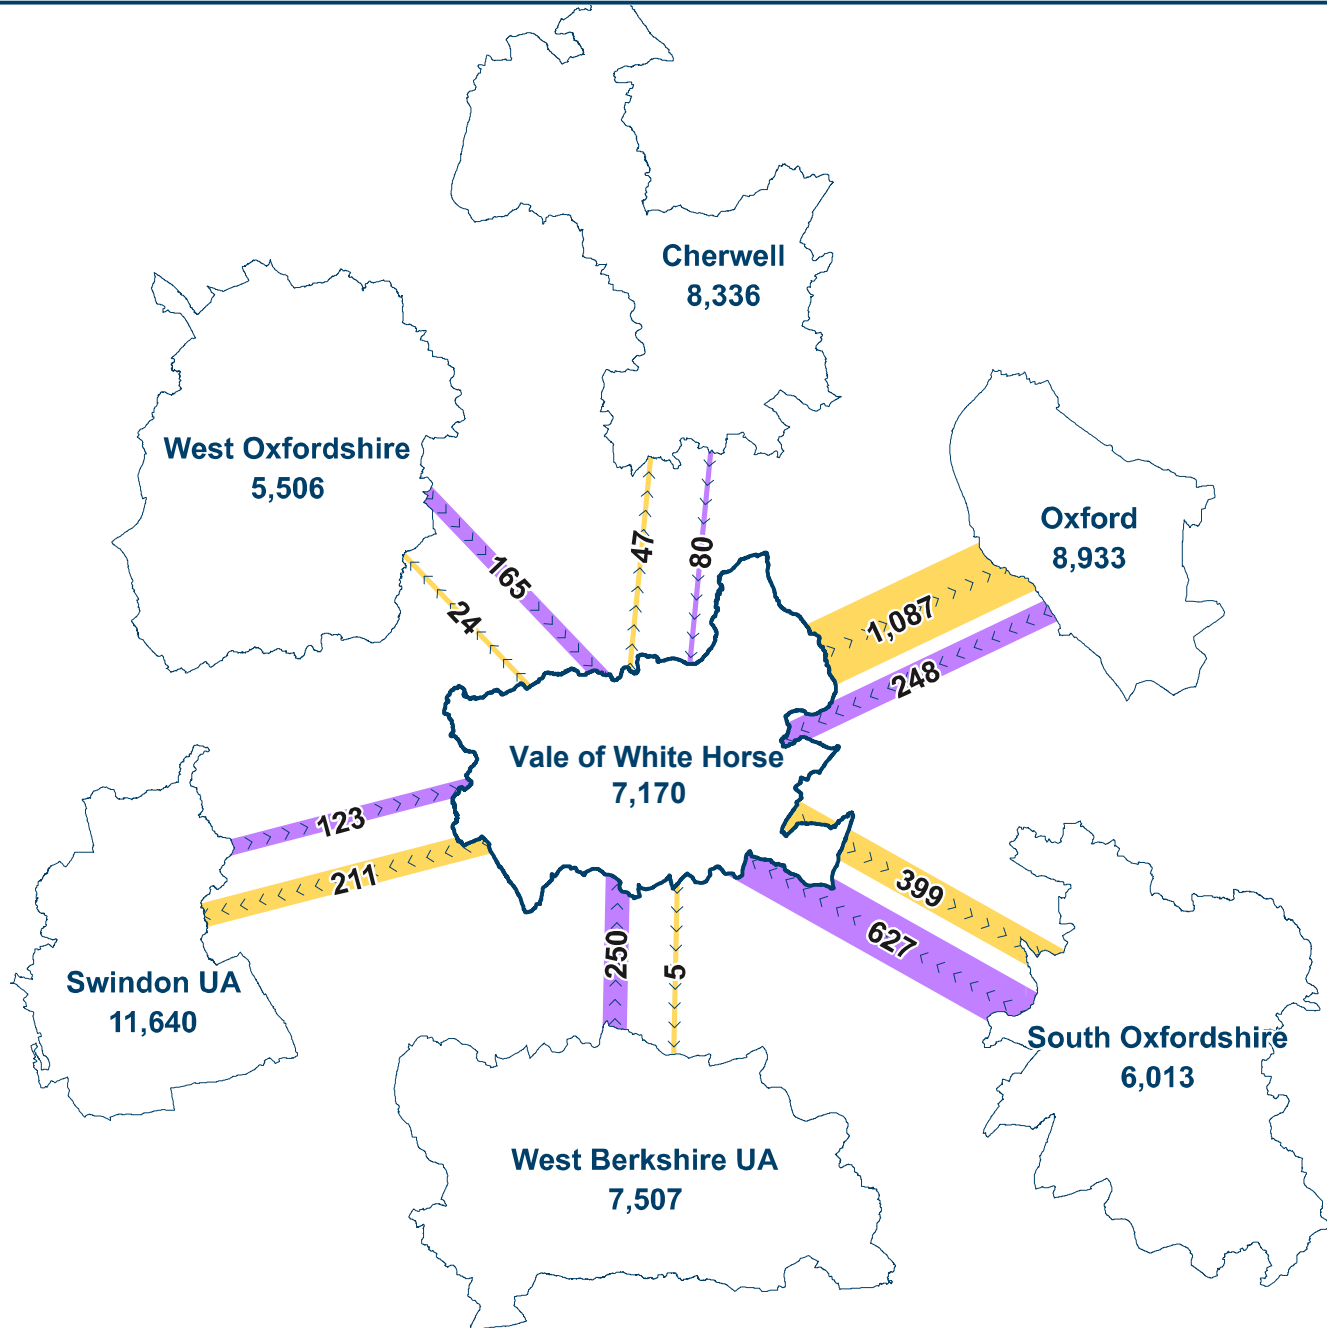 Cherwell
8,336
West Oxfordshire
5,506
Oxford
8,933
165
24
47
80
1,087
248
Vale of White Horse
7,170
123
211
399
627
250
5
Swindon UA
11,640
South Oxfordshire
6,013
West Berkshire UA
7,507